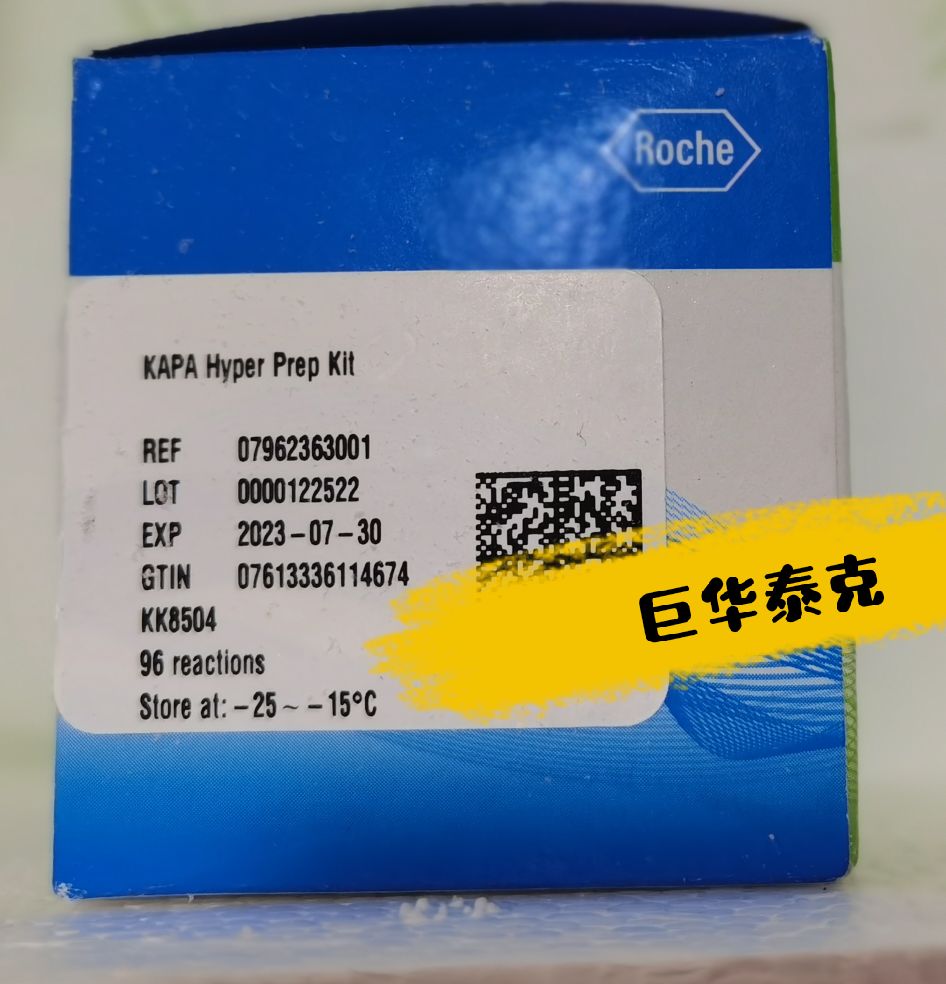 Roche
KAPA Hyper Prep Kit
REF 07962363001
LOT 0000122522
EXP 2023-07-30
GTIN 07613336114674
KK8504
96 reactions
Store at: -25 ~ -15°C
巨华泰克